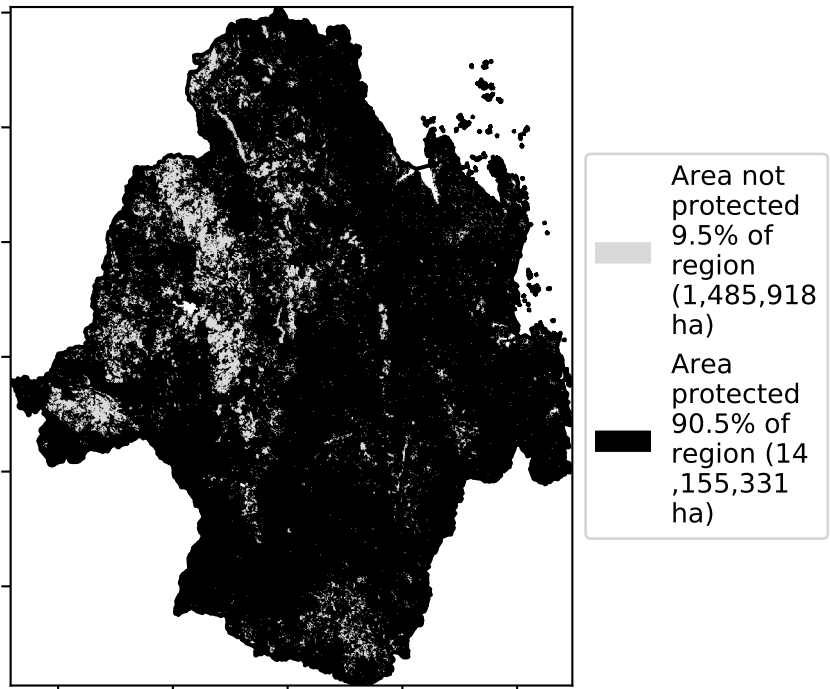 Area not
protected
9.5% of
region
(1,485,918
ha)
Area
protected
90.5% of
region (14
,155,331
ha)